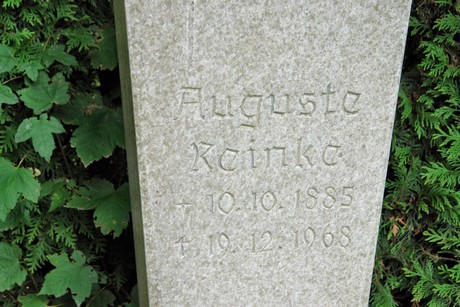 Auguste
Reinke
+ 10. 10. 1885
† 19. 12. 1968